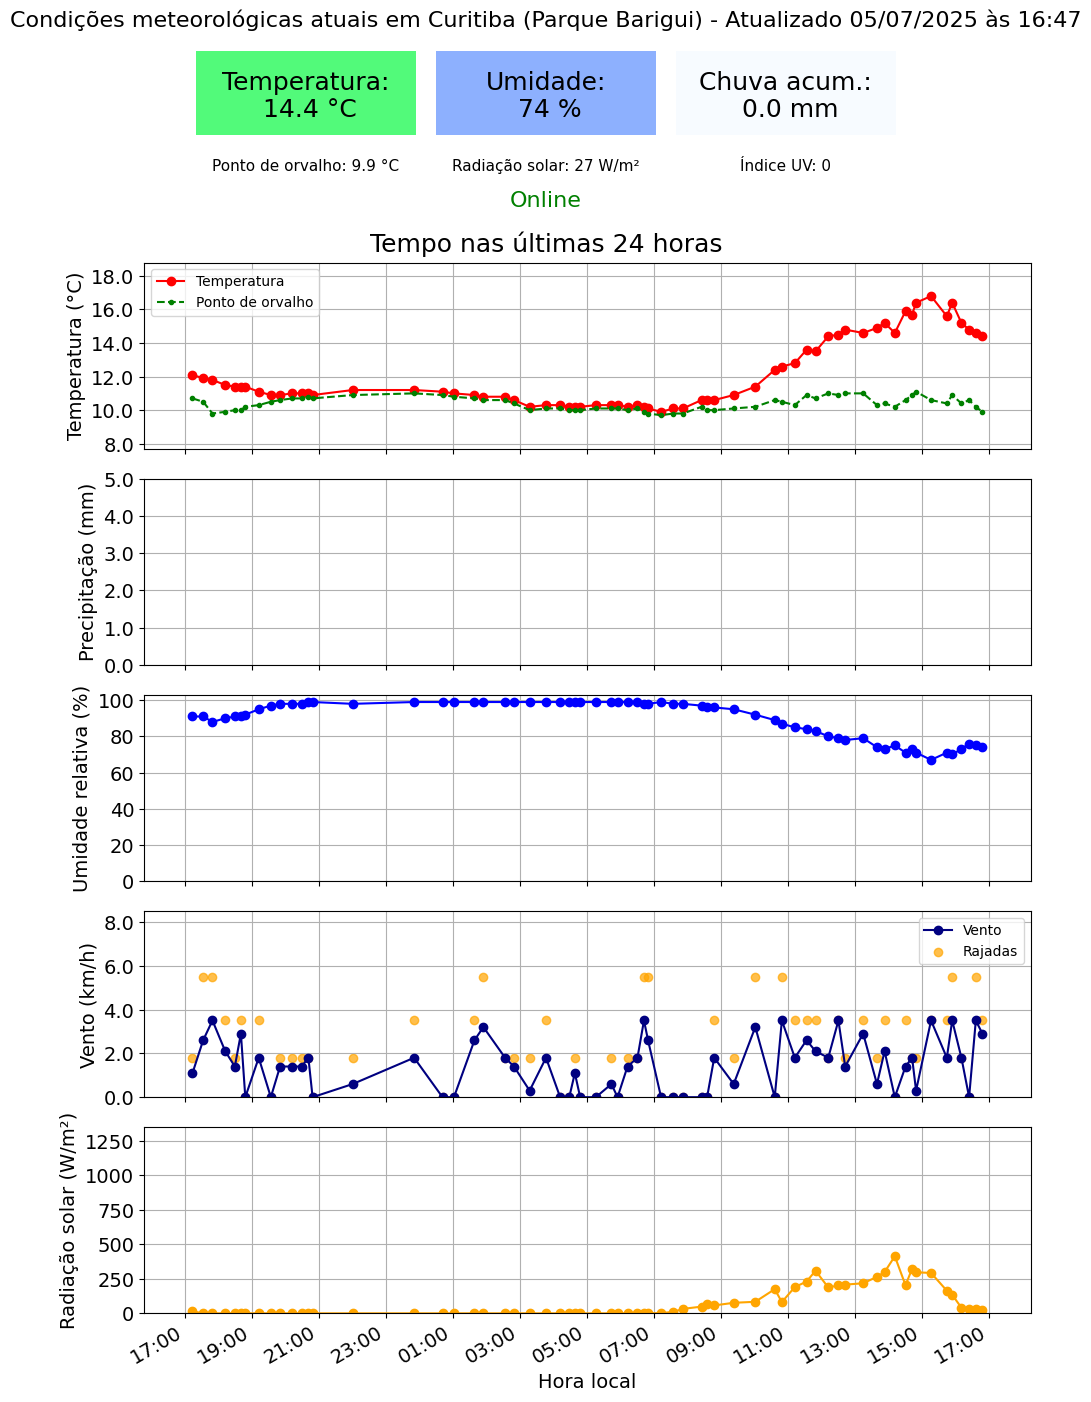 Condições meteorológicas atuais em Curitiba (Parque Barigui) - Atualizado 05/07/2025 às 16:47
Temperatura:
14.4 °C
Umidade:
74 %
Chuva acum.:
0.0 mm
Ponto de orvalho: 9.9 °C
Radiação solar: 27 W/m²
Índice UV: 0
Online
Tempo nas últimas 24 horas
Temperatura (°C)
18.0
16.0
14.0
12.0
10.0
8.0
Temperatura
Ponto de orvalho
Precipitação (mm)
5.0
4.0
3.0
2.0
1.0
0.0
Umidade relativa (%)
100
80
60
40
20
0
Vento (km/h)
8.0
6.0
4.0
2.0
0.0
Vento
Rajadas
Radiação solar (W/m²)
1250
1000
750
500
250
0
17:00
19:00
21:00
23:00
01:00
03:00
05:00
07:00
09:00
11:00
13:00
15:00
17:00
Hora local